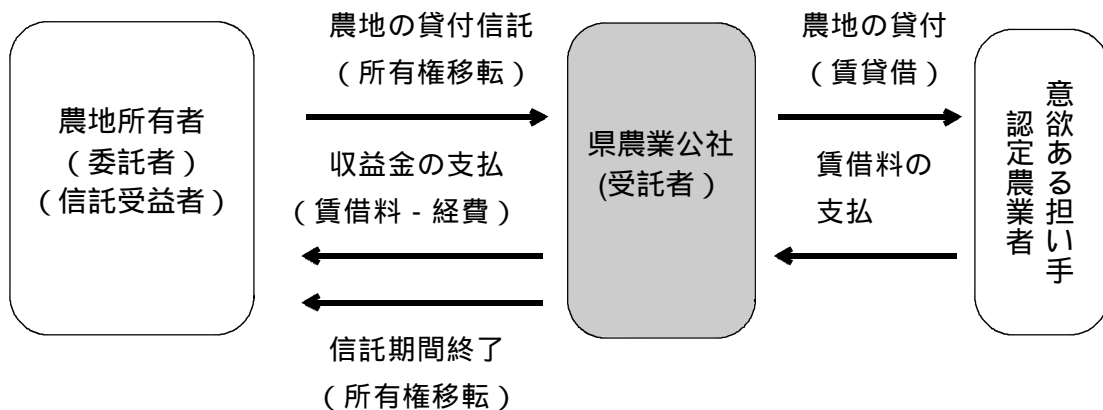 農地所有者
（委託者）
（信託受益者）
農地の貸付信託
（所有権移転）
収益金の支払
（賃借料‐経費）
信託期間終了
（所有権移転）
県農業公社
(受託者）
農地の貸付
（賃貸借）
賃借料の
支払
意欲ある担い手
認定農業者